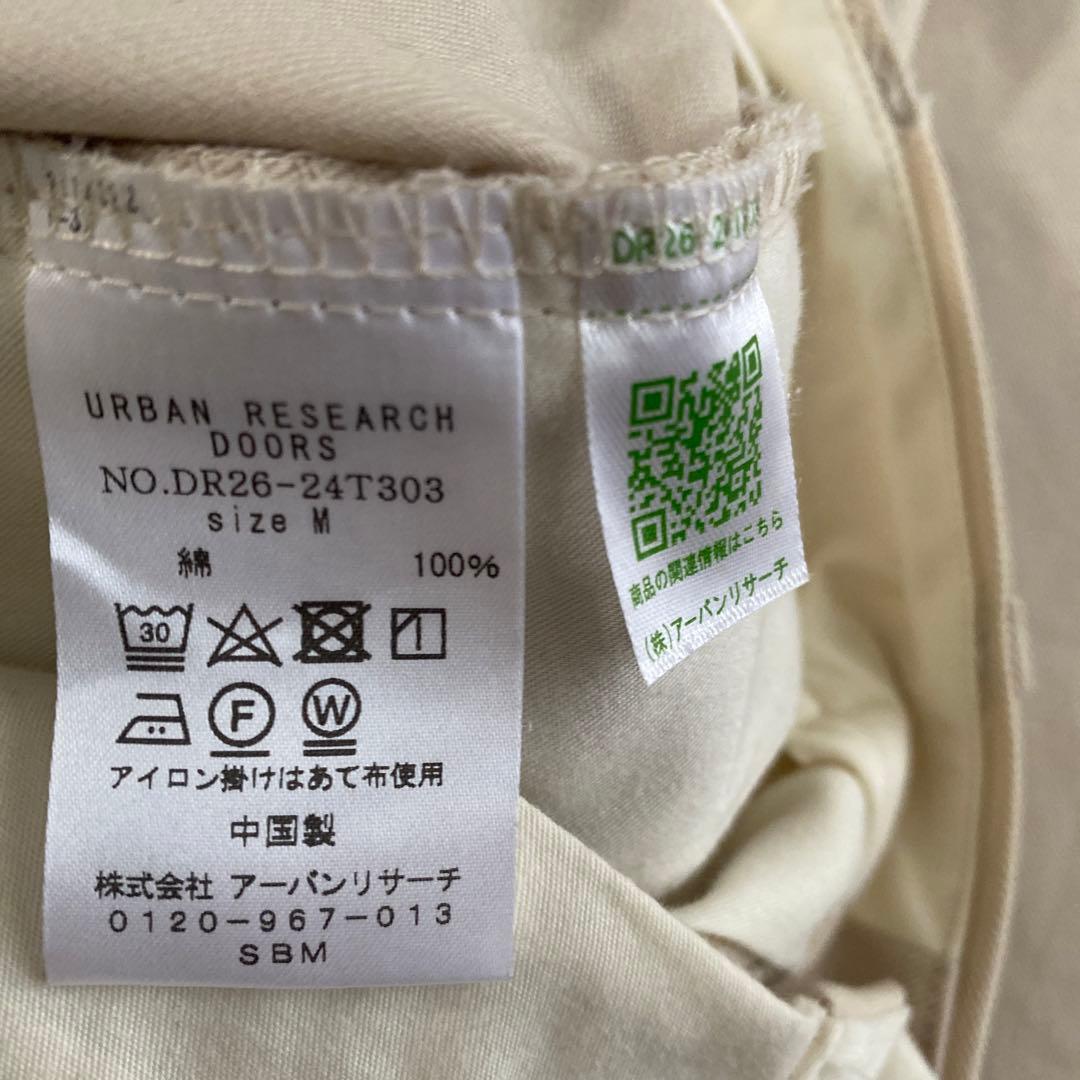 URBAN RESEARCH
DOORS
NO.DR26-24T303
size M
綿 100%
30
F
W
アイロン掛けはあて布使用
中国製
株式会社 アーバンリサーチ
0120-967-013
SBM
DR26
商品の関連情報はこちら
(株)アーバンリサーチ